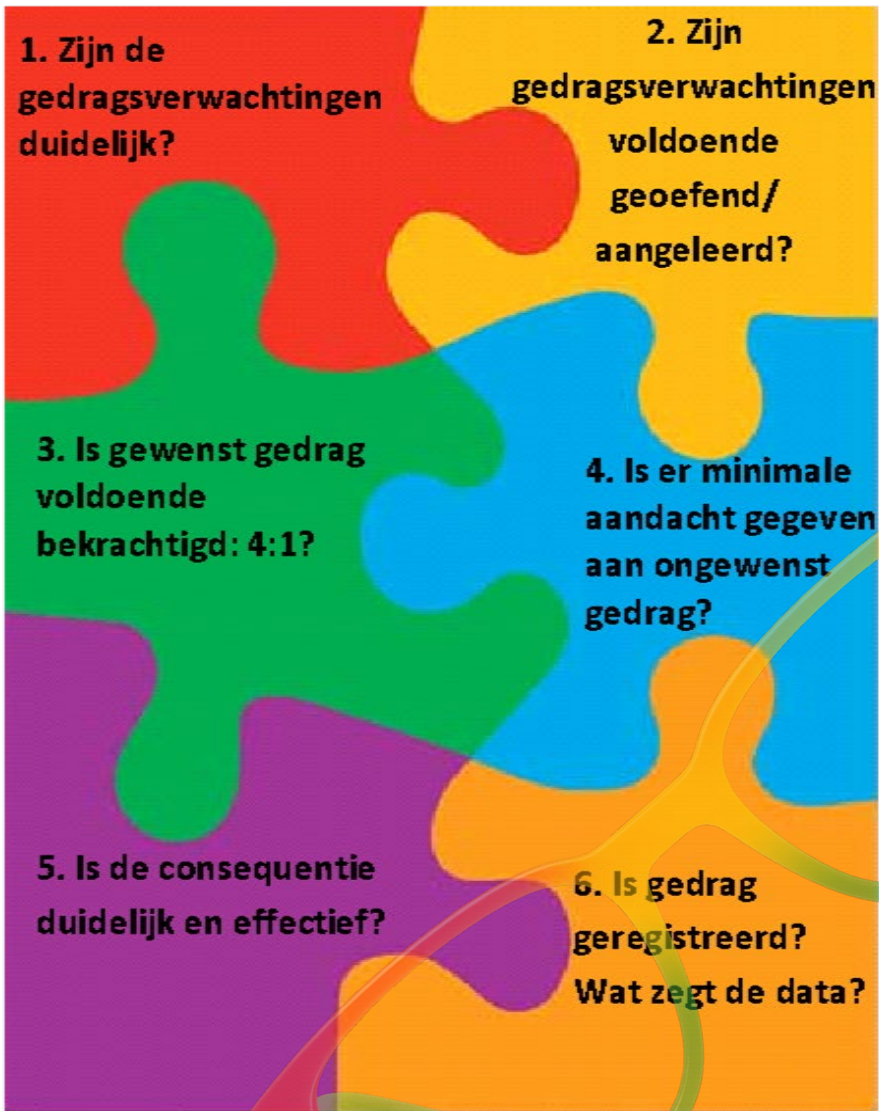 1. Zijn de
gedragsverwachtingen
duidelijk?
2. Zijn
gedragsverwachtingen
voldoende
geoefend/
aangeleerd?
3. Is gewenst gedrag
voldoende
bekrachtigd: 4:1?
4. Is er minimale
aandacht gegeven
aan ongewenst
gedrag?
5. Is de consequentie
duidelijk en effectief?
6. Is gedrag
geregistreerd?
Wat zegt de data?